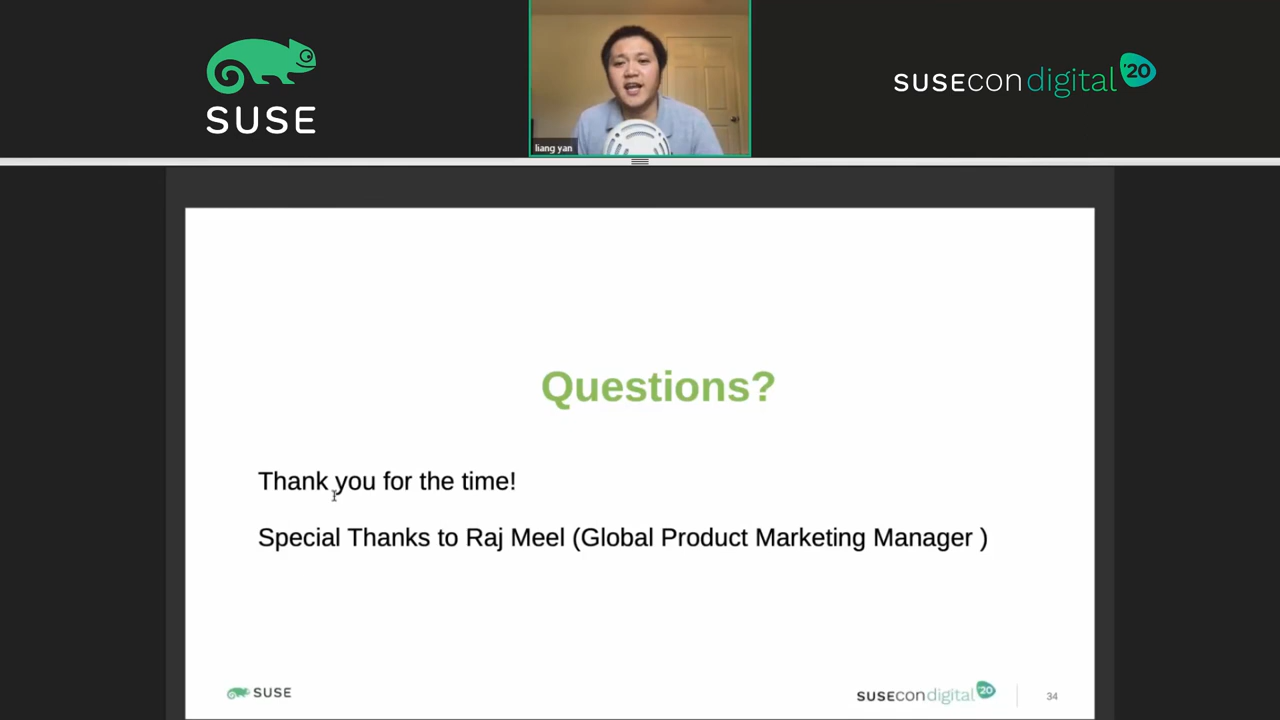 SUSE
SUSEcon digital '20
liang yan
Questions?
Thank you for the time!
Special Thanks to Raj Meel (Global Product Marketing Manager )
SUSE
SUSEcon digital '20
34